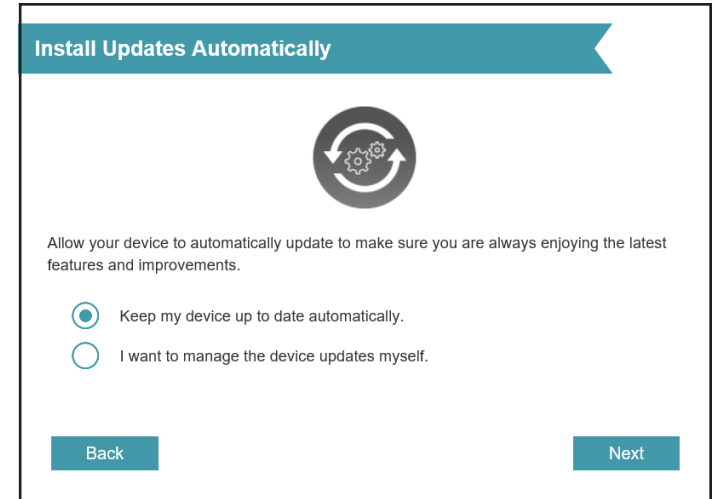 Install Updates Automatically
Allow your device to automatically update to make sure you are always enjoying the latest
features and improvements.
Keep my device up to date automatically.
I want to manage the device updates myself.
Back
Next